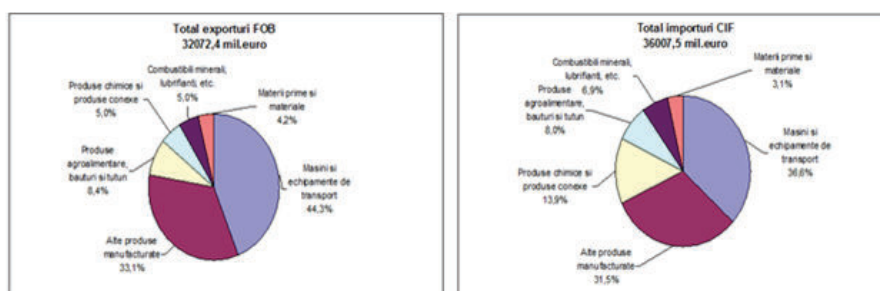 Total exporturi FOB
32072,4 mil.euro
Combustibili minerali,
lubrifianti, etc.
5,0%
Materii prime si
materiale
4,2%
Produse chimice si
produse conexe
5,0%
Produse
agroalimentare,
bauturi si tutun
8,4%
Masini si
echipamente de
transport
44,3%
Alte produse
manufacturate
33,1%
Total importuri CIF
36007,5 mil.euro
Combustibili minerali,
lubrifianti, etc.
6,9%
Materii prime si
materiale
3,1%
Produse
agroalimentare,
bauturi si tutun
8,0%
Masini si
echipamente de
transport
36,6%
Produse chimice si
produse conexe
13,9%
Alte produse
manufacturate
31,5%